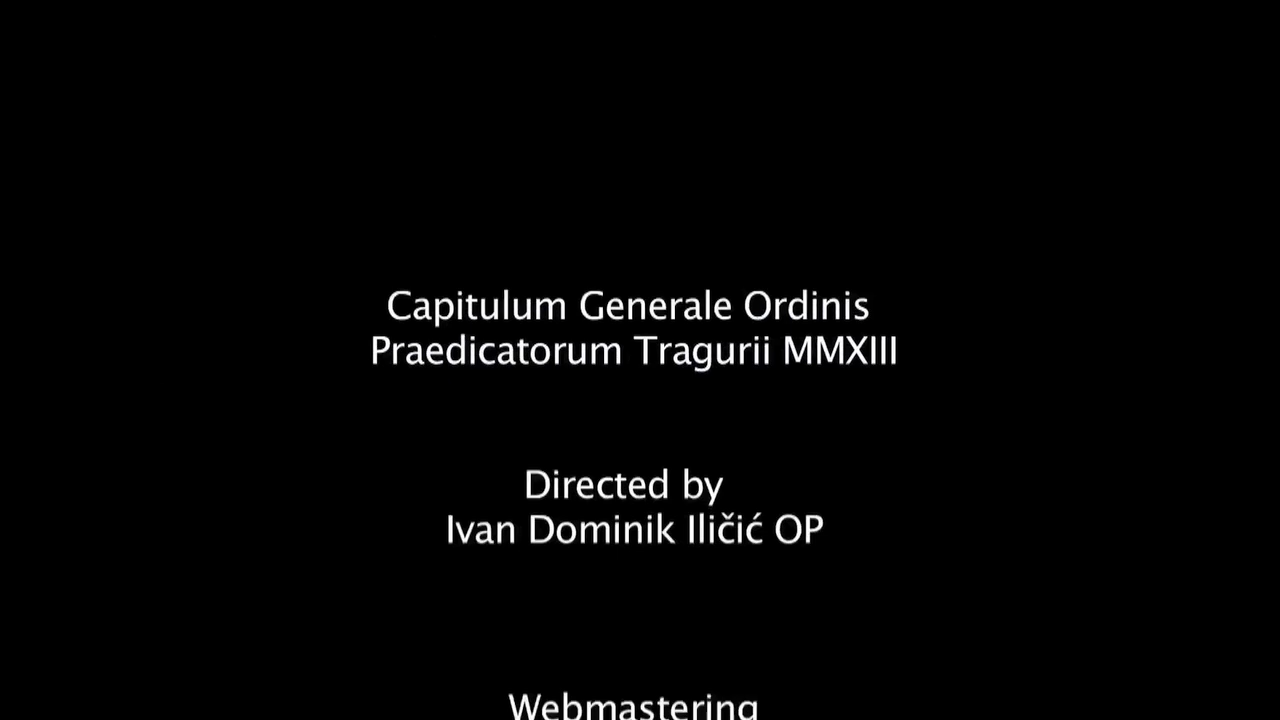 Capitulum Generale Ordinis
Praedicatorum Tragurii MMXIII
Directed by
Ivan Dominik Iličić OP
Webmastering